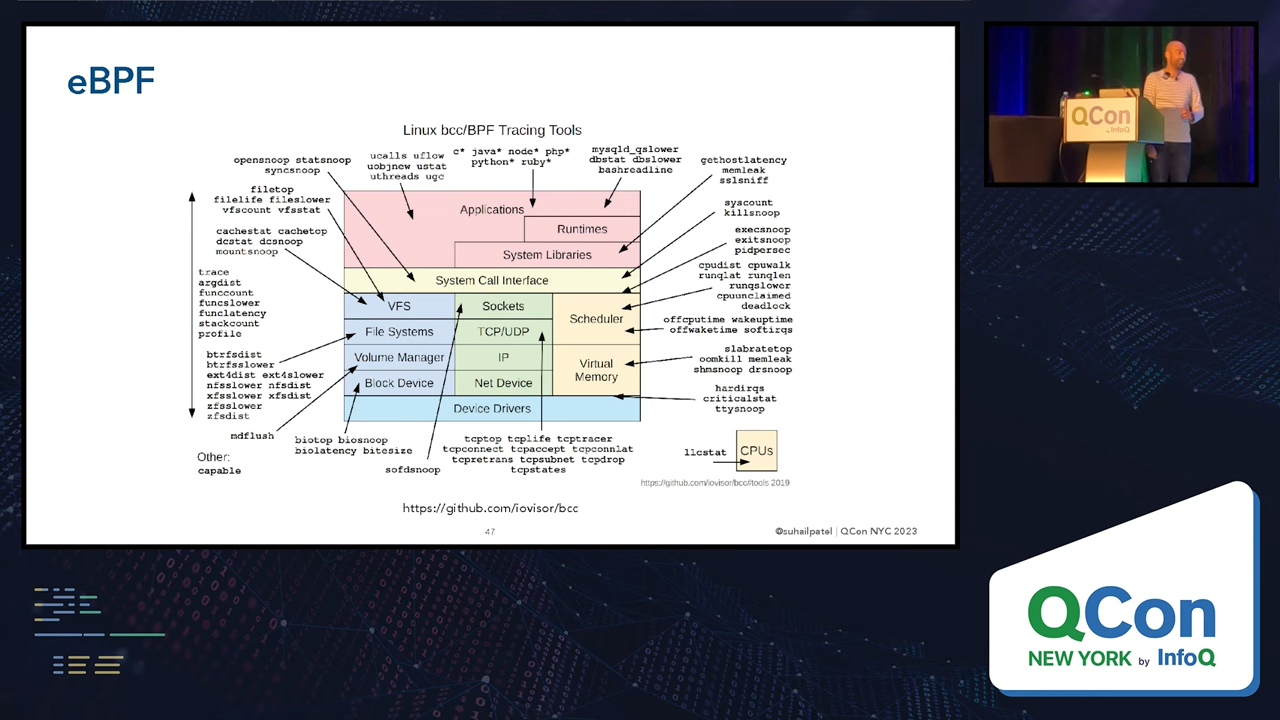 eBPF
Linux bcc/BPF Tracing Tools
opensnoop statsnoop
syncsnoop
ucalls uflow
uobjnew ustat
uthreads ugc
c* java* node* php*
python* ruby*
mysqld_qslower
dbstat dbslower
bashreadline
gethostlatency
memleak
sslsniff
filetop
filelife fileslower
vfscount vfsstat
syscount
killsnoop
cachestat cachetop
dcstat dcsnoop
mountsnoop
execsnoop
exitsnoop
pidpersec
trace
argdist
funccount
funcslower
funclatency
stackcount
profile
cpudist cpuwalk
runqlat runqlen
runqslower
cpuunclaimed
deadlock
offcputime wakeuptime
offwaketime softirqs
btrfsdist
btrfsslower
ext4dist ext4slower
nfsslower nfsdist
xfsslower xfsdist
zfsslower
zfsdist
slabratetop
oomkill memleak
shmsnoop drsnoop
hardirqs
criticalstat
ttysnoop
Applications
Runtimes
System Libraries
System Call Interface
VFS
Sockets
Scheduler
File Systems
TCP/UDP
Volume Manager
IP
Virtual
Memory
Block Device
Net Device
Device Drivers
mdflush
biotop biosnoop
biolatency bitesize
tcptop tcplife tcptracer
tcpconnect tcpaccept tcpconnlat
tcpretrans tcpsubnet tcpdrop
tcpstates
sofdsnoop
Other:
capable
llcstat
CPUs
https://github.com/iovisor/bcc#tools 2019
https://github.com/iovisor/bcc
47
@suhailpatel | QCon NYC 2023
QCon
by InfoQ
QCon
NEW YORK by InfoQ